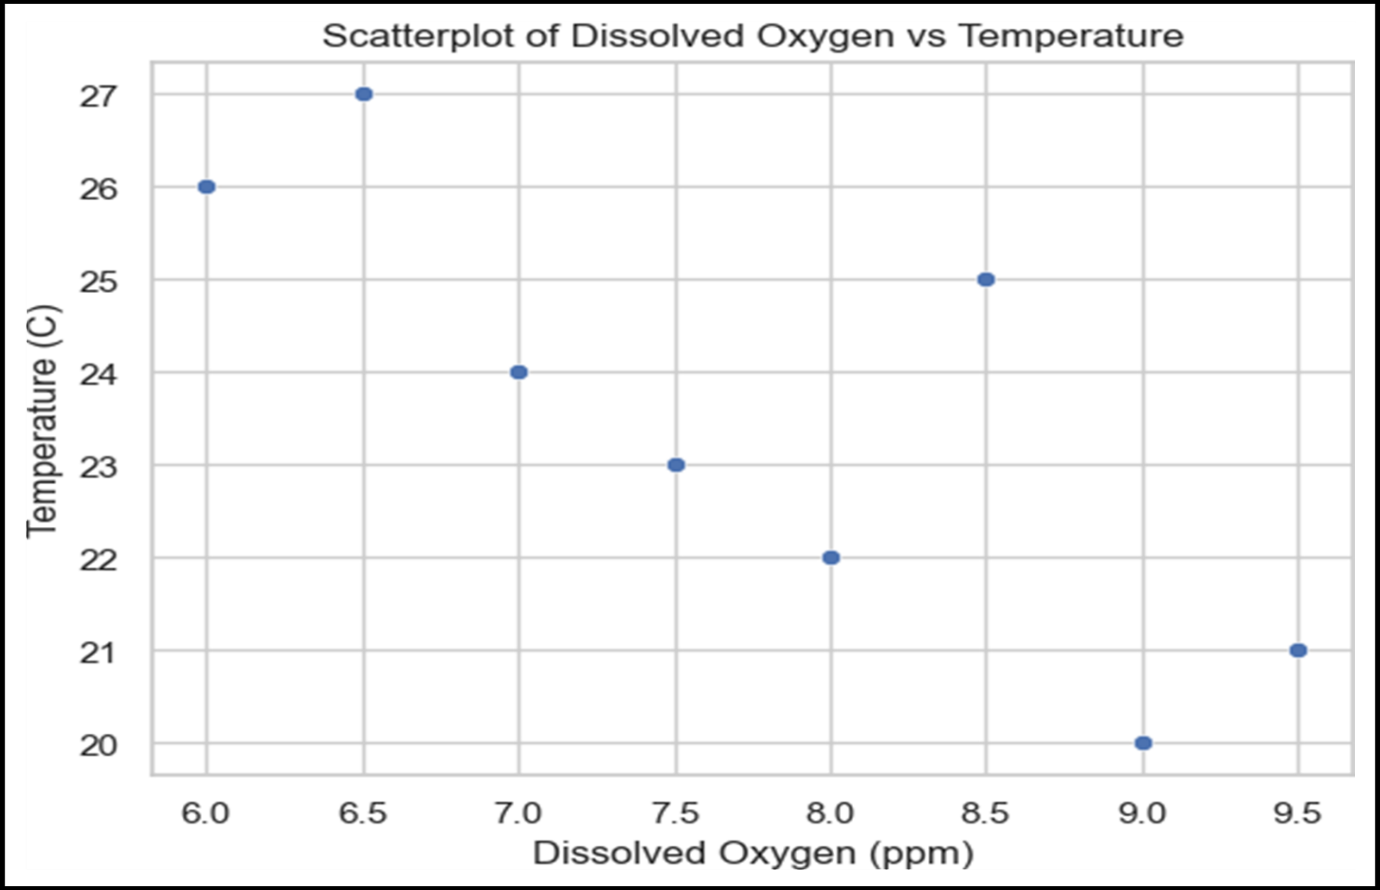 Scatterplot of Dissolved Oxygen vs Temperature
Temperature (C)
27
26
25
24
23
22
21
20
6.0 6.5 7.0 7.5 8.0 8.5 9.0 9.5
Dissolved Oxygen (ppm)